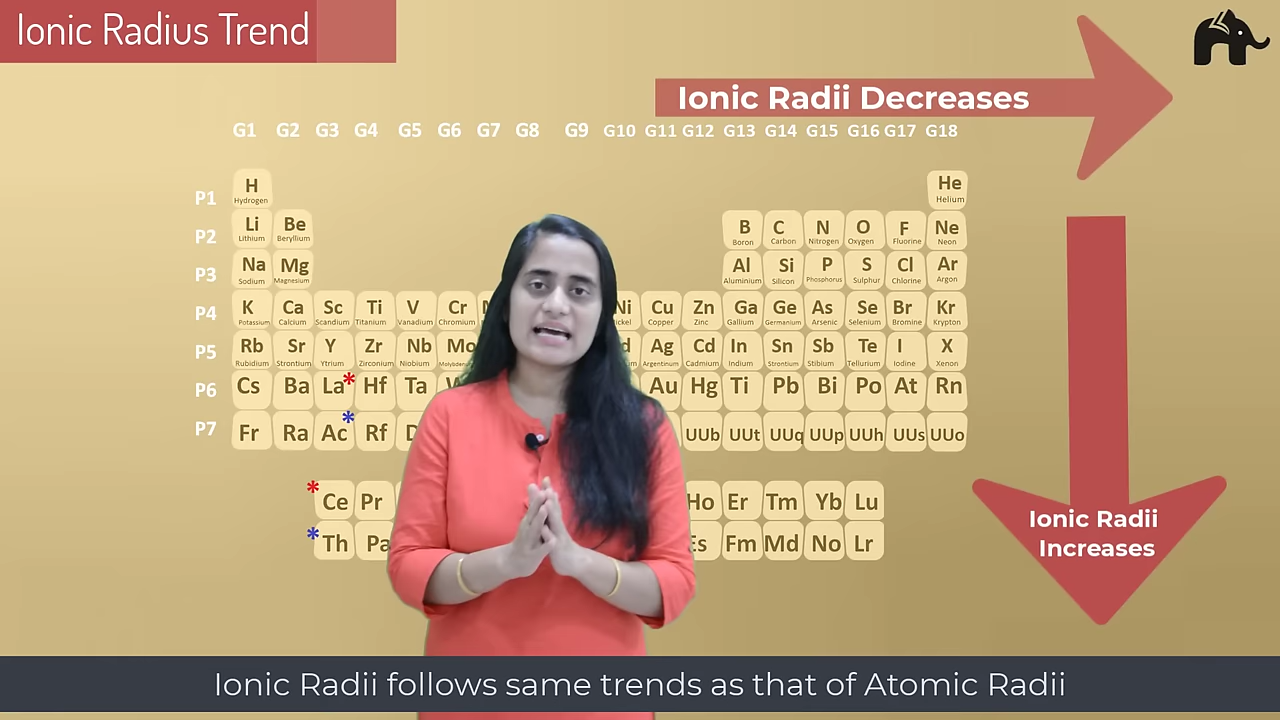 Ionic Radius Trend
Ionic Radii Decreases
G1 G2 G3 G4 G5 G6 G7 G8 G9 G10 G11 G12 G13 G14 G15 G16 G17 G18
P1 H He
Hydrogen Helium
P2 Li Be B C N O F Ne
Lithium Beryllium Boron Carbon Nitrogen Oxygen Fluorine Neon
P3 Na Mg Al Si P S Cl Ar
Sodium Magnesium Aluminium Silicon Phosphorus Sulphur Chlorine Argon
P4 K Ca Sc Ti V Cr Ni Cu Zn Ga Ge As Se Br Kr
Potassium Calcium Scandium Titanium Vanadium Chromium Copper Zinc Gallium Germanium Arsenic Selenium Bromine Krypton
P5 Rb Sr Y Zr Nb Mo Ag Cd In Sn Sb Te I X
Rubidium Strontium Ytrium Zirconium Niobium Argentinum Cadmium Indium Strontium Stibium Tellurium Iodine Xenon
P6 Cs Ba La* Hf Ta Au Hg Ti Pb Bi Po At Rn
P7 Fr Ra Ac* Rf UUb UUt UUq UUp UUh UUs UUo
* Ce Pr Ho Er Tm Yb Lu
* Th Pa Es Fm Md No Lr
Ionic Radii
Increases
Ionic Radii follows same trends as that of Atomic Radii